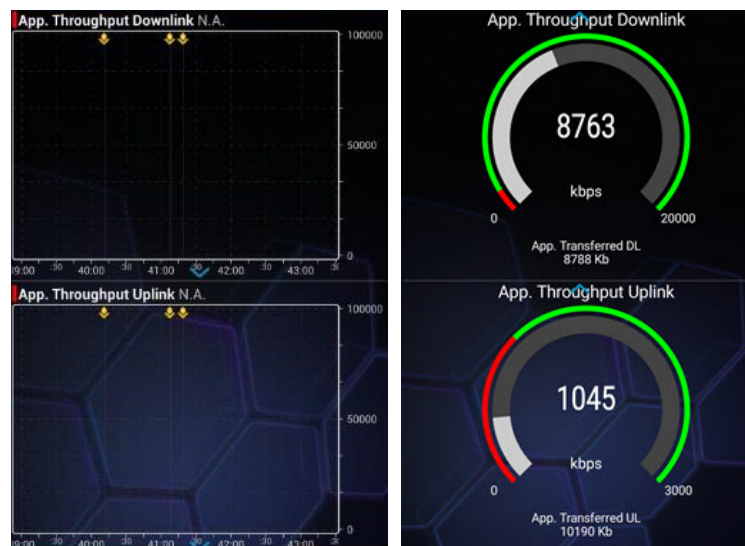 App. Throughput Downlink N.A.
100000
50000
0
40:00 :30 41:00 :30 42:00 :30 43:00
App. Throughput Uplink N.A.
100000
50000
0
:30 40:00 :30 41:00 42:00 :30 43:00
App. Throughput Downlink
8763
kbps
0 20000
App. Transferred DL
8788 Kb
App. Throughput Uplink
1045
kbps
0 3000
App. Transferred UL
10190 Kb